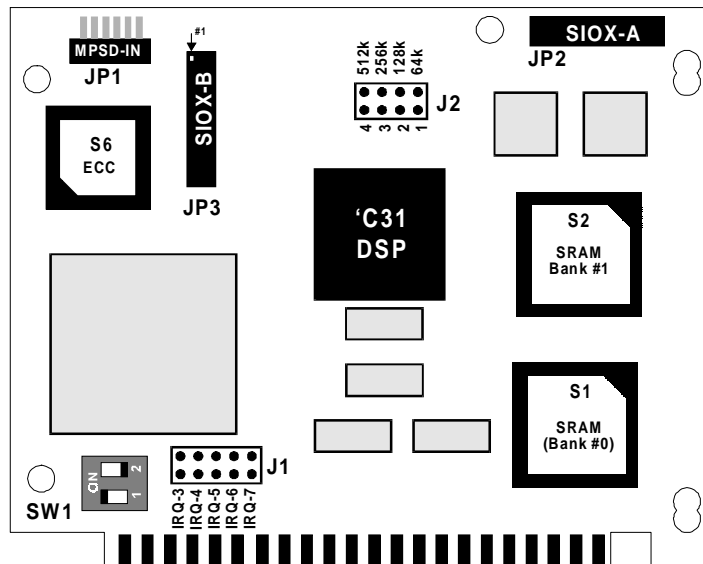 MPSD-IN
JP1
#1
SIOX-B
JP3
512k
256k
128k
64k
J2
4
3
2
1
SIOX-A
JP2
S6
ECC
'C31
DSP
S2
SRAM
Bank #1
S1
SRAM
(Bank #0)
ON
2
1
SW1
J1
IRQ-3
IRQ-4
IRQ-5
IRQ-6
IRQ-7